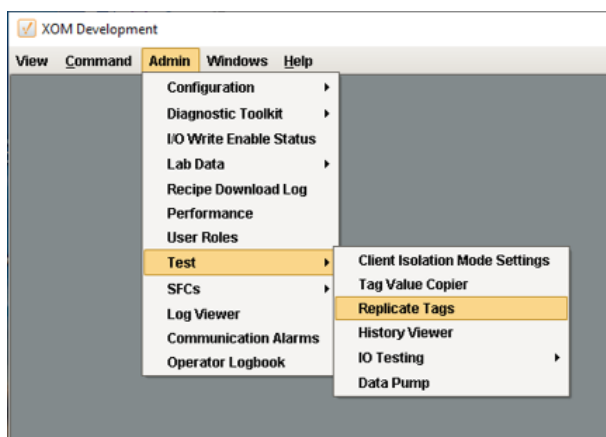 XOM Development
View Command Admin Windows Help
Configuration
Diagnostic Toolkit
I/O Write Enable Status
Lab Data
Recipe Download Log
Performance
User Roles
Test
SFCs
Log Viewer
Communication Alarms
Operator Logbook
Client Isolation Mode Settings
Tag Value Copier
Replicate Tags
History Viewer
IO Testing
Data Pump